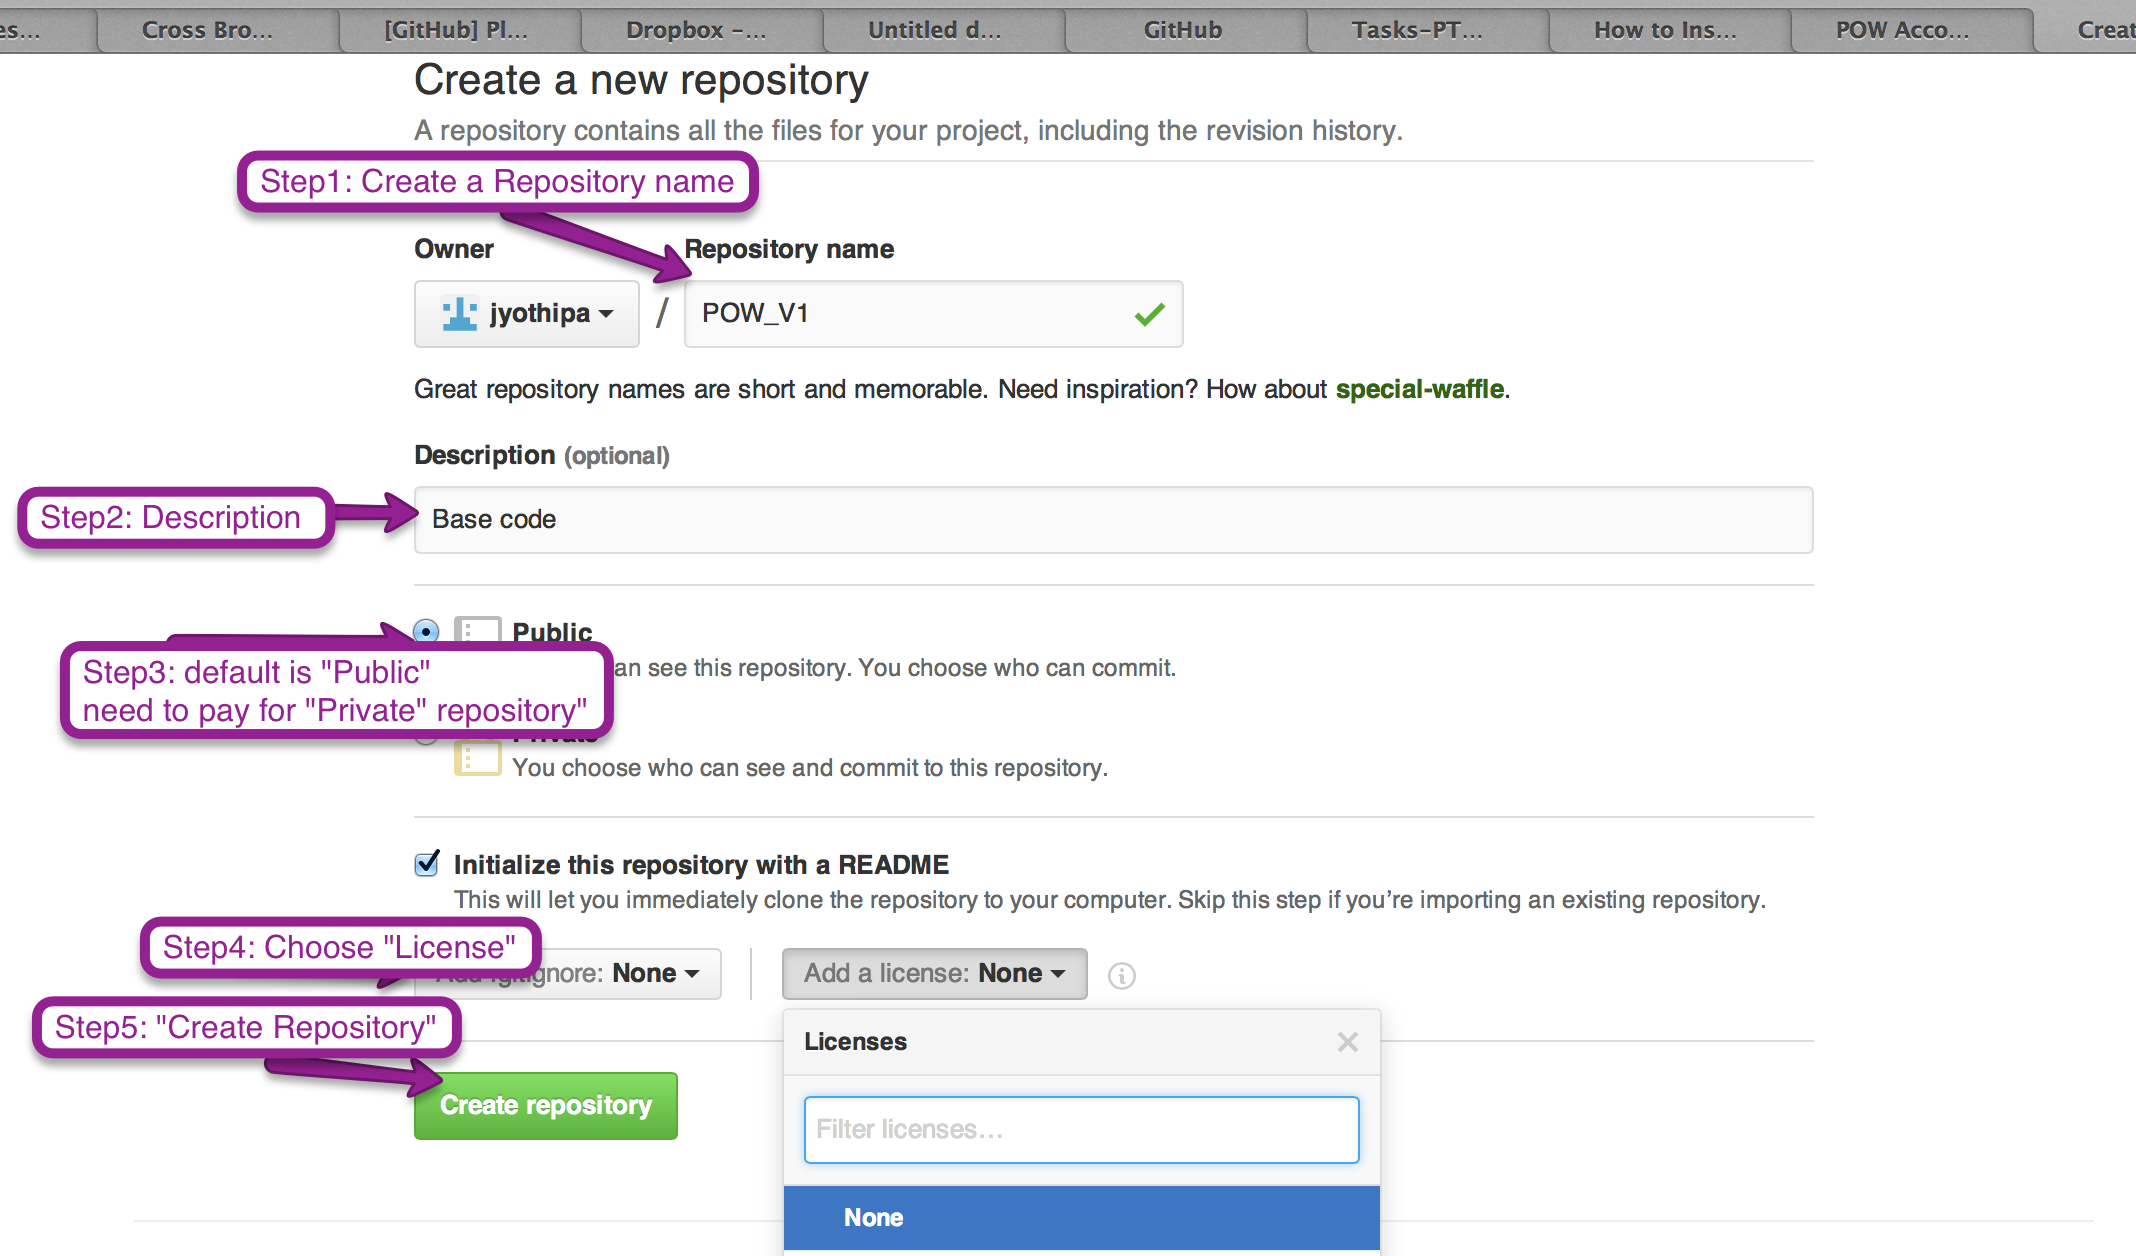 es...
Cross Bro...
[GitHub] Pl...
Dropbox -...
Untitled d...
GitHub
Tasks-PT...
How to Ins...
POW Acco...
Creat
Create a new repository
A repository contains all the files for your project, including the revision history.
Step1: Create a Repository name
Owner
Repository name
jyothipa
/
POW_V1
Great repository names are short and memorable. Need inspiration? How about special-waffle.
Description (optional)
Step2: Description
Base code
Public
an see this repository. You choose who can commit.
Step3: default is "Public"
need to pay for "Private" repository"
Private
You choose who can see and commit to this repository.
Initialize this repository with a README
This will let you immediately clone the repository to your computer. Skip this step if you’re importing an existing repository.
Step4: Choose "License"
Add .gitignore: None
Add a license: None
Step5: "Create Repository"
Licenses
Create repository
Filter licenses...
None